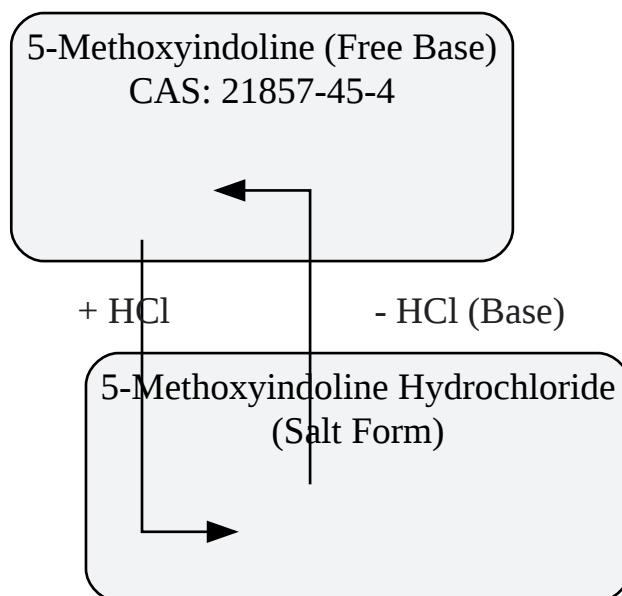 5-Methoxyindoline (Free Base)
CAS: 21857-45-4
+ HCl
- HCl (Base)
5-Methoxyindoline Hydrochloride
(Salt Form)